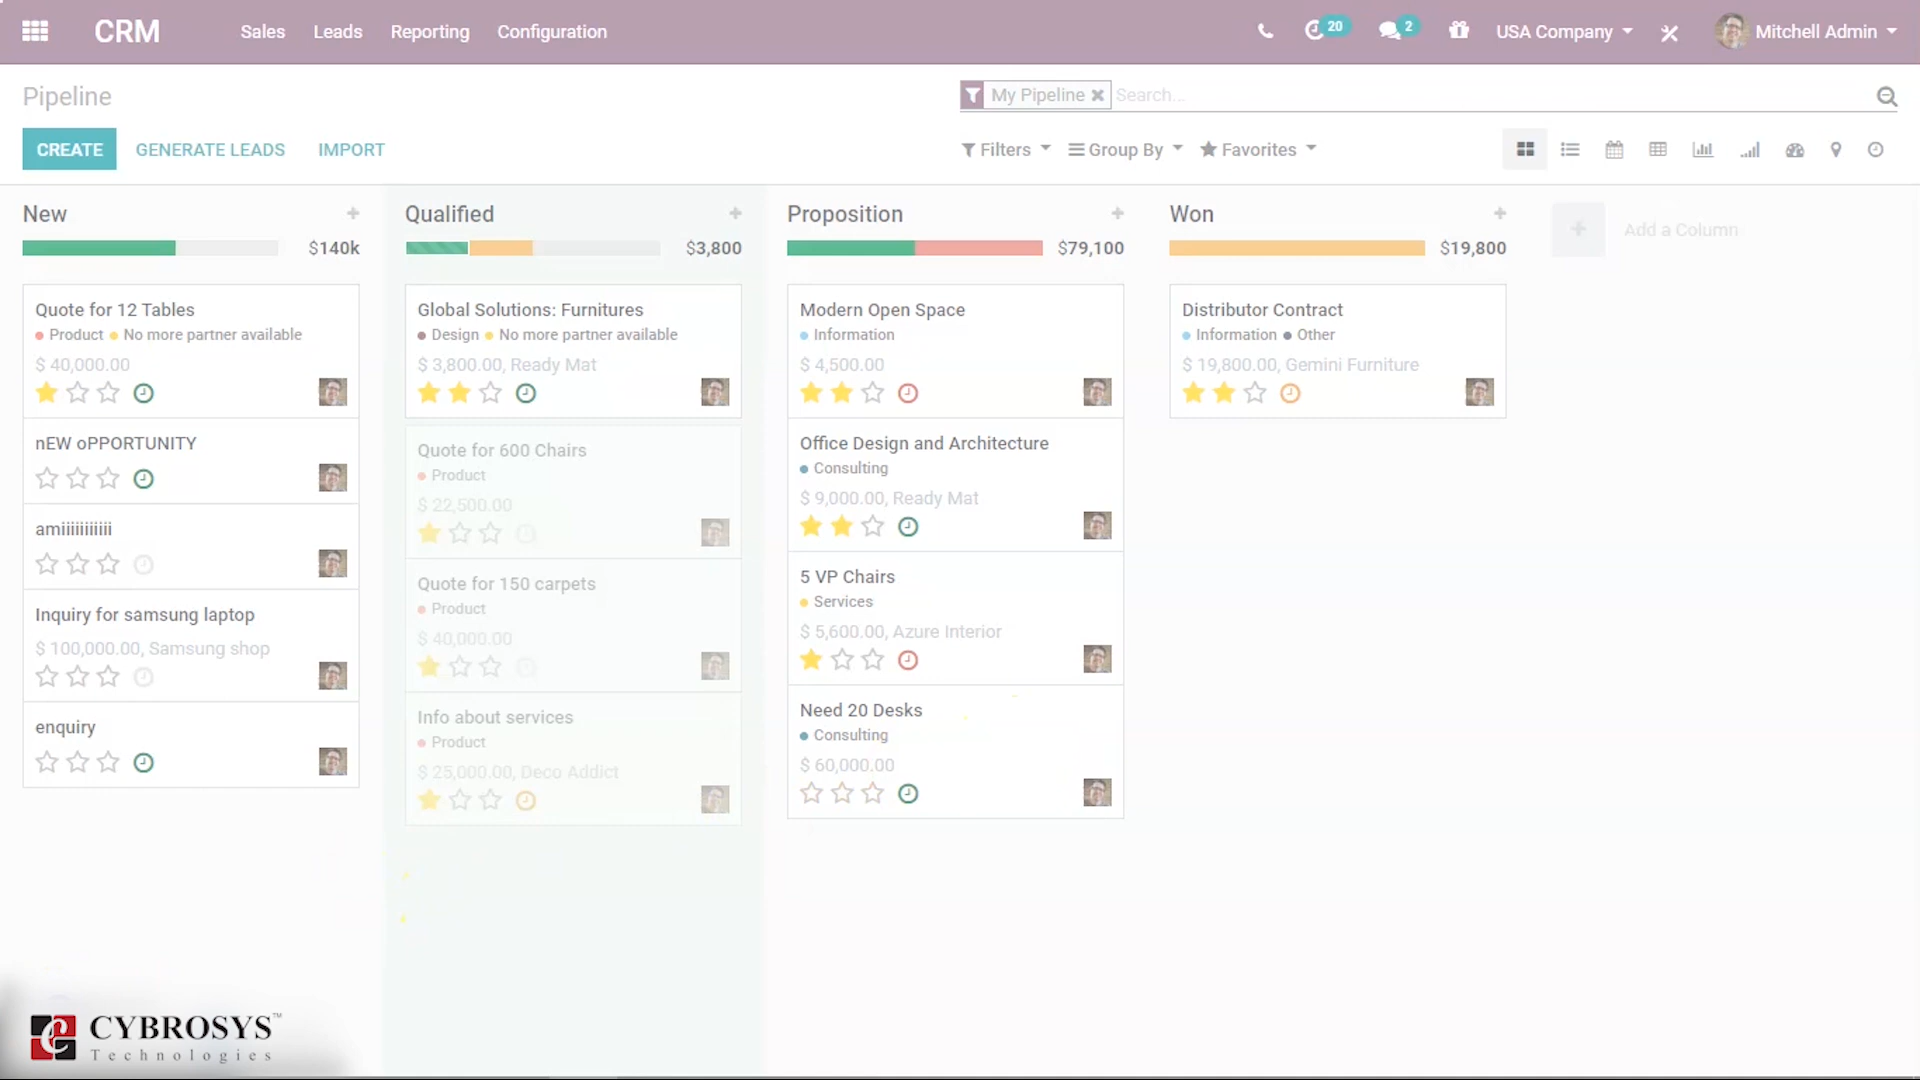 CRM
Sales Leads Reporting Configuration
20
2
USA Company
Mitchell Admin
Pipeline
My Pipeline
Search...
CREATE GENERATE LEADS IMPORT
Filters Group By Favorites
New
$140k
Quote for 12 Tables
Product No more partner available
$ 40,000.00
nEW oPPORTUNITY
amiiiiiiiiiii
Inquiry for samsung laptop
$ 100,000.00, Samsung shop
enquiry
Qualified
$3,800
Global Solutions: Furnitures
Design No more partner available
$ 3,800.00, Ready Mat
Quote for 600 Chairs
Product
$ 22,500.00
Quote for 150 carpets
Product
$ 40,000.00
Info about services
Product
$ 25,000.00, Deco Addict
Proposition
$79,100
Modern Open Space
Information
$ 4,500.00
Office Design and Architecture
Consulting
$ 9,000.00, Ready Mat
5 VP Chairs
Services
$ 5,600.00, Azure Interior
Need 20 Desks
Consulting
$ 60,000.00
Won
$19,800
Distributor Contract
Information Other
$ 19,800.00, Gemini Furniture
Add a Column
CYBROSYS™
Technologies